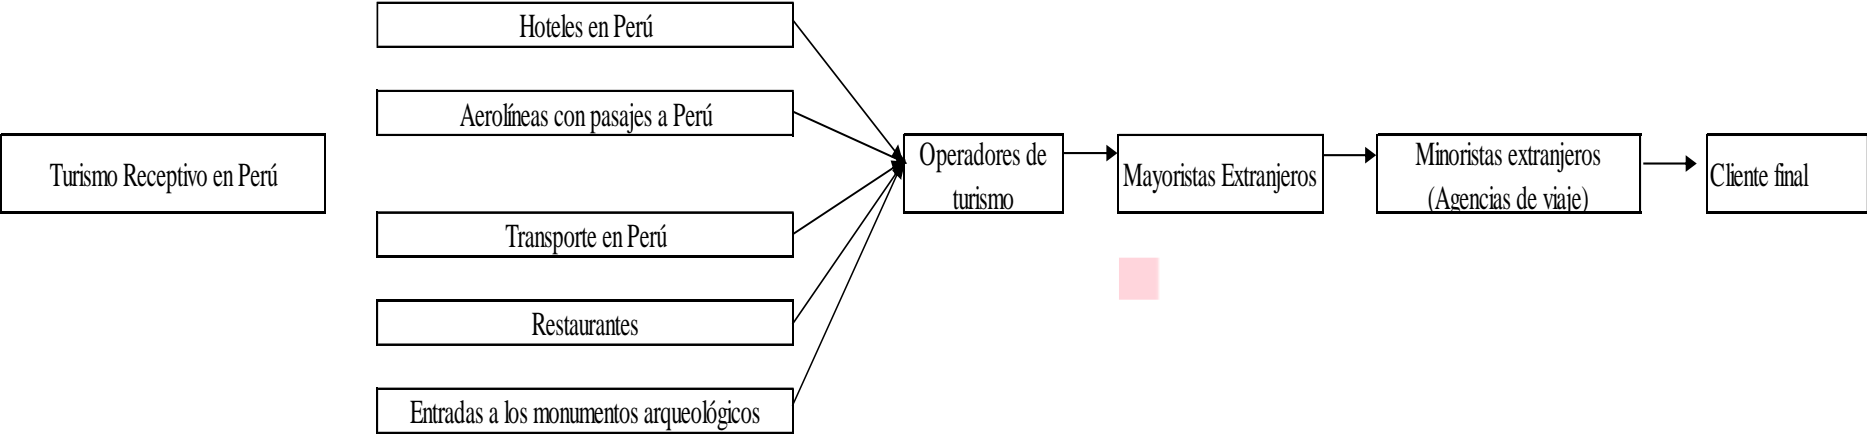 Turismo Receptivo en Perú
Hoteles en Perú
Aerolíneas con pasajes a Perú
Transporte en Perú
Restaurantes
Entradas a los monumentos arqueológicos
Operadores de
turismo
Mayoristas Extranjeros
Minoristas extranjeros
(Agencias de viaje)
Cliente final